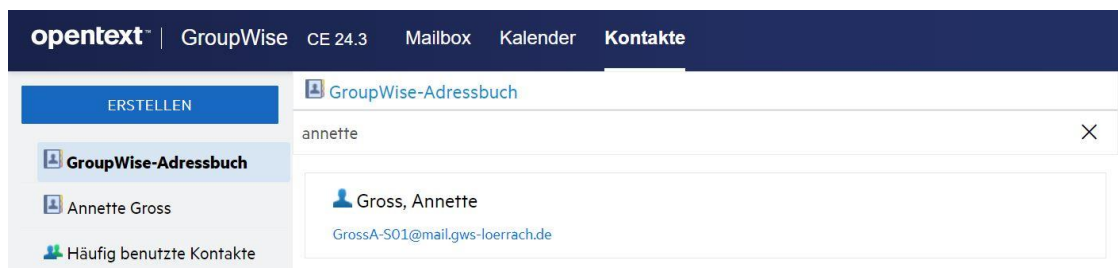 opentext™ | GroupWise CE 24.3 Mailbox Kalender Kontakte
ERSTELLEN
GroupWise-Adressbuch
Annette Gross
Häufig benutzte Kontakte
GroupWise-Adressbuch
annette
Gross, Annette
GrossA-S01@mail.gws-loerrach.de